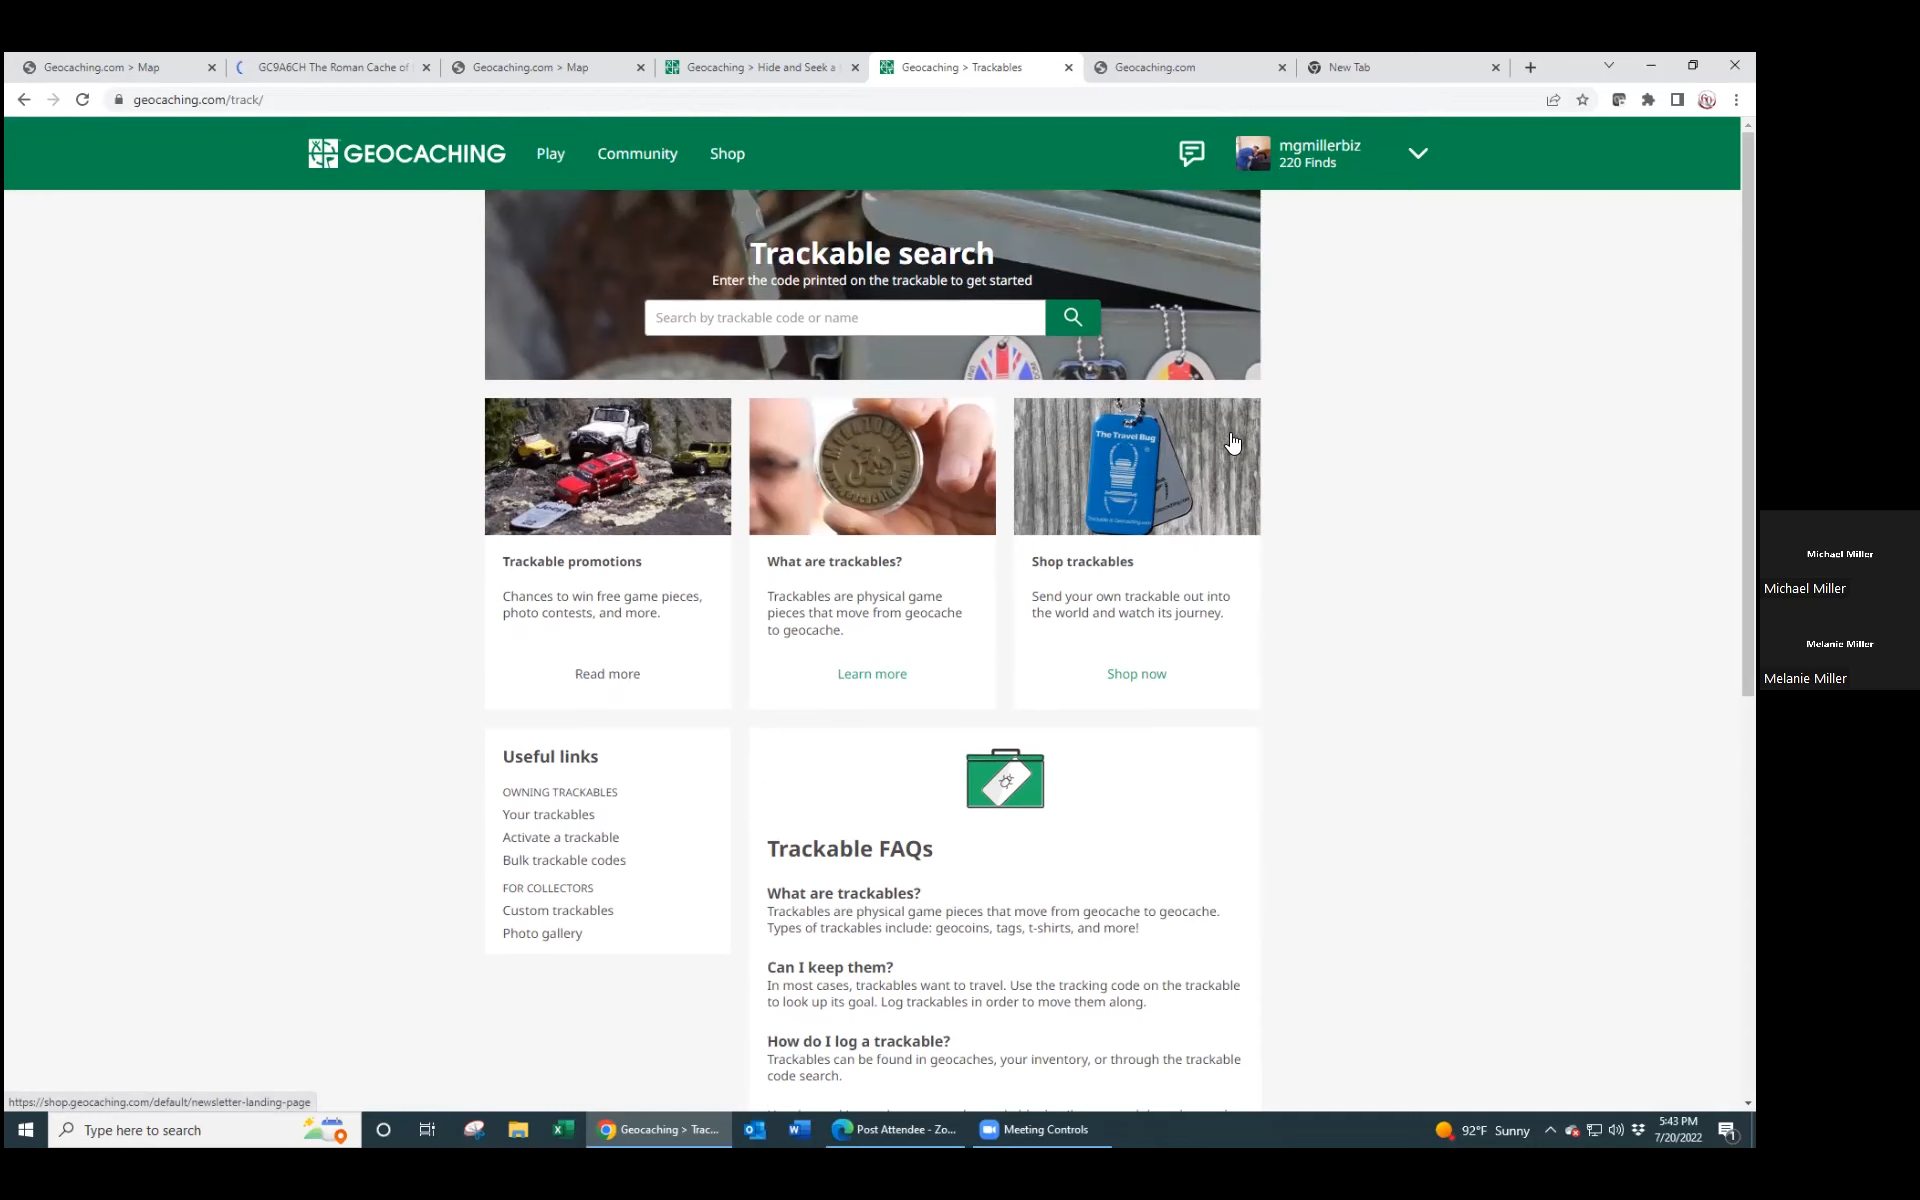 Geocaching.com > Map
GC9A6CH The Roman Cache of
Geocaching.com > Map
Geocaching > Hide and Seek a
Geocaching > Trackables
Geocaching.com
New Tab
geocaching.com/track/
GEOCACHING
Play
Community
Shop
mgmillerbiz
220 Finds
Trackable search
Enter the code printed on the trackable to get started
Search by trackable code or name
The Travel Bug
Trackable promotions
Chances to win free game pieces,
photo contests, and more.
Read more
What are trackables?
Trackables are physical game
pieces that move from geocache
to geocache.
Learn more
Shop trackables
Send your own trackable out into
the world and watch its journey.
Shop now
Michael Miller
Michael Miller
Melanie Miller
Melanie Miller
Useful links
OWNING TRACKABLES
Your trackables
Activate a trackable
Bulk trackable codes
FOR COLLECTORS
Custom trackables
Photo gallery
Trackable FAQs
What are trackables?
Trackables are physical game pieces that move from geocache to geocache.
Types of trackables include: geocoins, tags, t-shirts, and more!
Can I keep them?
In most cases, trackables want to travel. Use the tracking code on the trackable
to look up its goal. Log trackables in order to move them along.
How do I log a trackable?
Trackables can be found in geocaches, your inventory, or through the trackable
code search.
https://shop.geocaching.com/default/newsletter-landing-page
Type here to search
Geocaching > Trac...
Post Attendee - Zo...
Meeting Controls
92°F Sunny
5:43 PM
7/20/2022
1